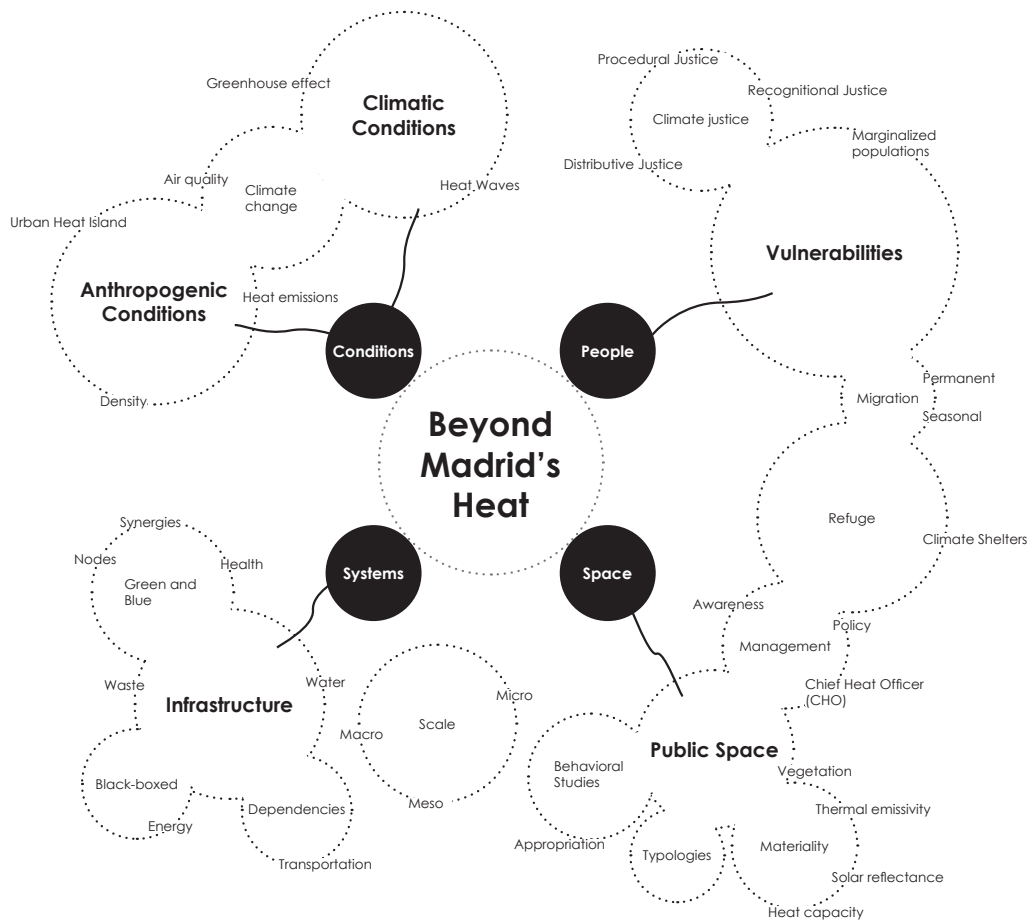 Greenhouse effect
Climatic
Conditions
Air quality
Climate
change
Heat Waves
Urban Heat Island
Anthropogenic
Conditions
Heat emissions
Density
Conditions
Procedural Justice
Recognitional Justice
Climate justice
Distributive Justice
Marginalized
populations
Vulnerabilities
People
Permanent
Migration
Seasonal
Beyond
Madrid's
Heat
Refuge
Climate Shelters
Systems
Space
Synergies
Nodes
Health
Green and
Blue
Waste
Water
Infrastructure
Black-boxed
Energy
Dependencies
Transportation
Micro
Scale
Macro
Meso
Awareness
Policy
Management
Chief Heat Officer
(CHO)
Public Space
Behavioral
Studies
Vegetation
Thermal emissivity
Appropriation
Typologies
Materiality
Solar reflectance
Heat capacity